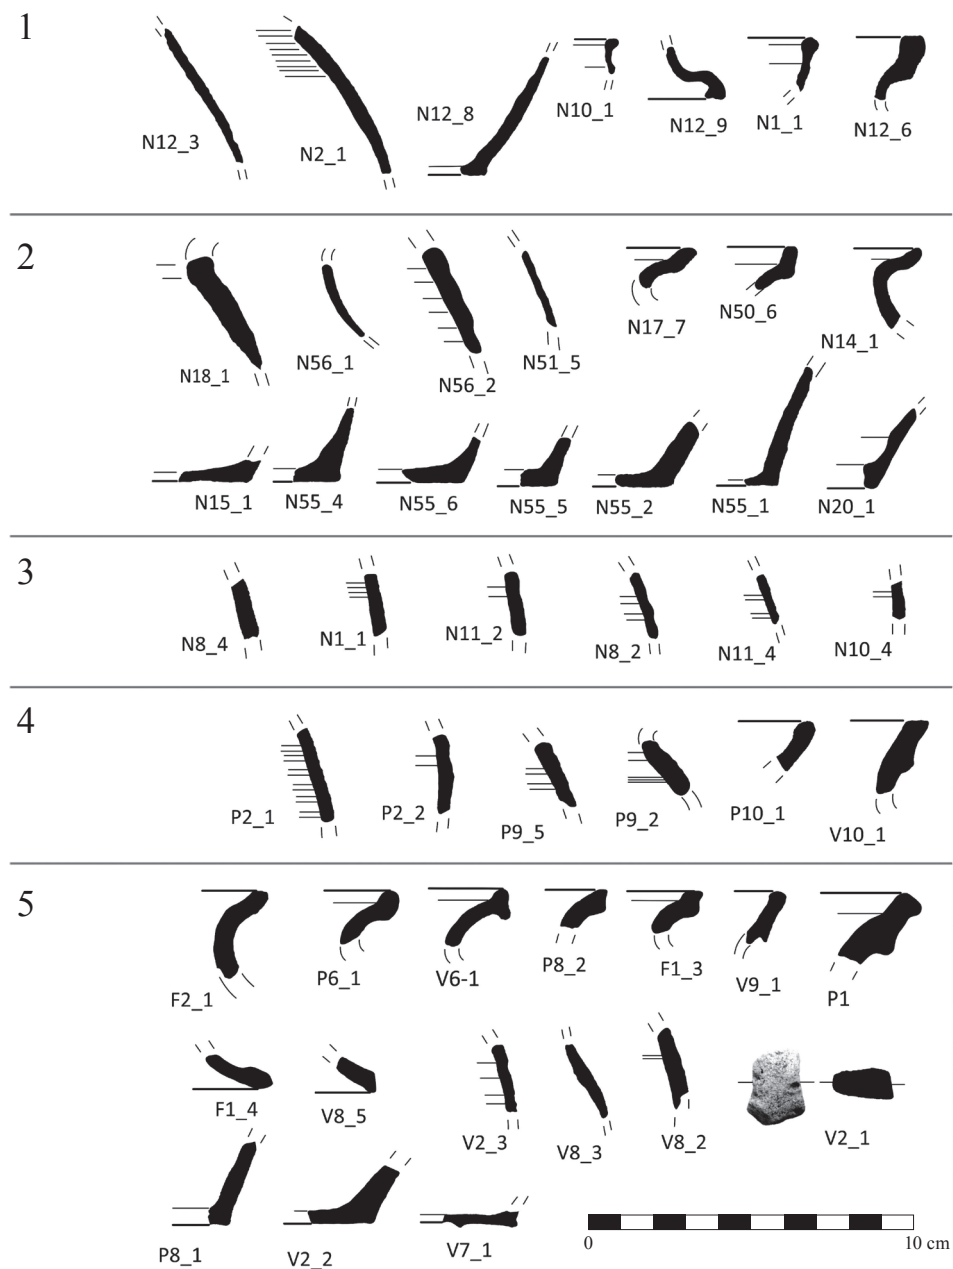 1
N12_3
N2_1
N12_8
N10_1
N12_9
N1_1
N12_6
2
N18_1
N56_1
N56_2
N51_5
N17_7
N50_6
N14_1
N15_1
N55_4
N55_6
N55_5
N55_2
N55_1
N20_1
3
N8_4
N1_1
N11_2
N8_2
N11_4
N10_4
4
P2_1
P2_2
P9_5
P9_2
P10_1
V10_1
5
F2_1
P6_1
V6-1
P8_2
F1_3
V9_1
P1
F1_4
V8_5
V2_3
V8_3
V8_2
V2_1
P8_1
V2_2
V7_1
0 10 cm